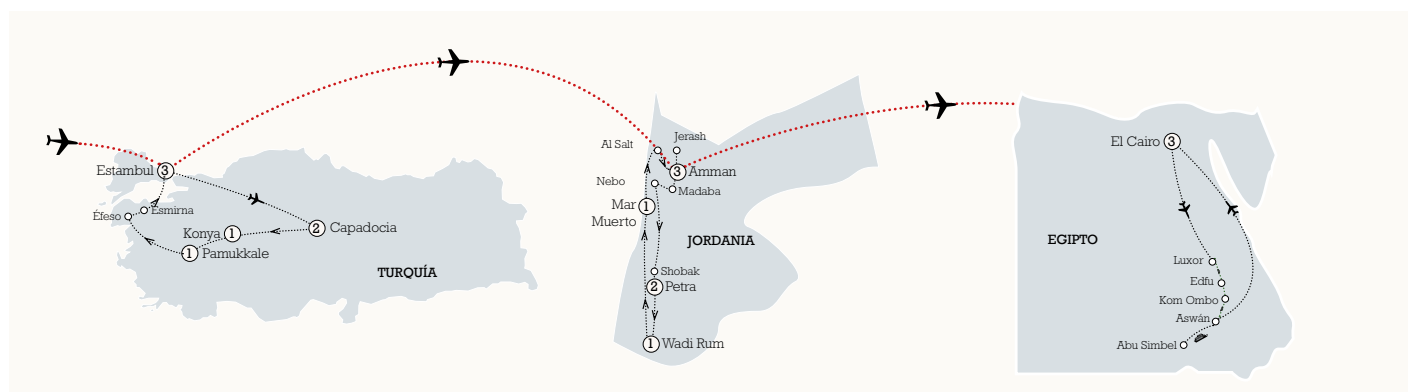 Estambul 3
Éfeso
Esmirna
Konya 1
1 Pamukkale
2 Capadocia
TURQUÍA
Al Salt
Jerash
3 Amman
Nebo
Madaba
Mar 1
Muerto
JORDANIA
Shobak
2 Petra
1 Wadi Rum
El Cairo 3
EGIPTO
Luxor
Edfu
Kom Ombo
Aswán
Abu Simbel